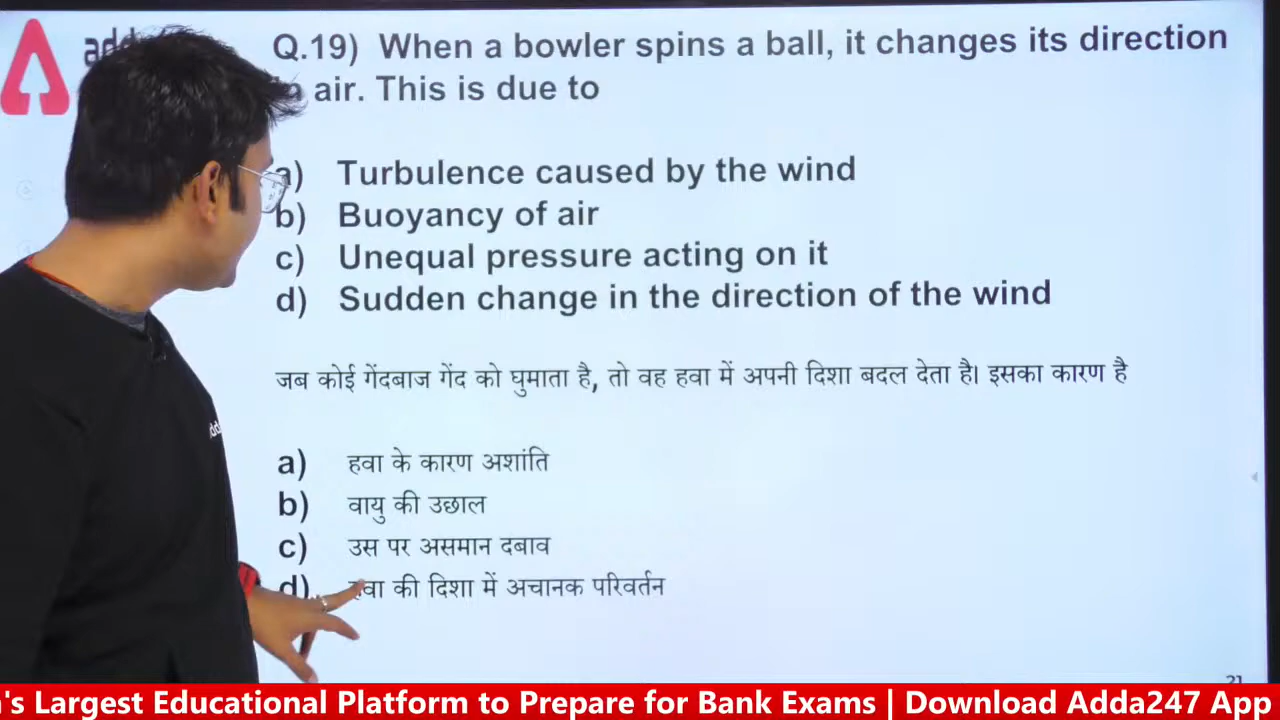 Q.19) When a bowler spins a ball, it changes its direction
air. This is due to
a) Turbulence caused by the wind
b) Buoyancy of air
c) Unequal pressure acting on it
d) Sudden change in the direction of the wind
जब कोई गेंदबाज गेंद को घुमाता है, तो वह हवा में अपनी दिशा बदल देता है। इसका कारण है
a) हवा के कारण अशांति
b) वायु की उछाल
c) उस पर असमान दबाव
d) हवा की दिशा में अचानक परिवर्तन
's Largest Educational Platform to Prepare for Bank Exams | Download Adda247 App